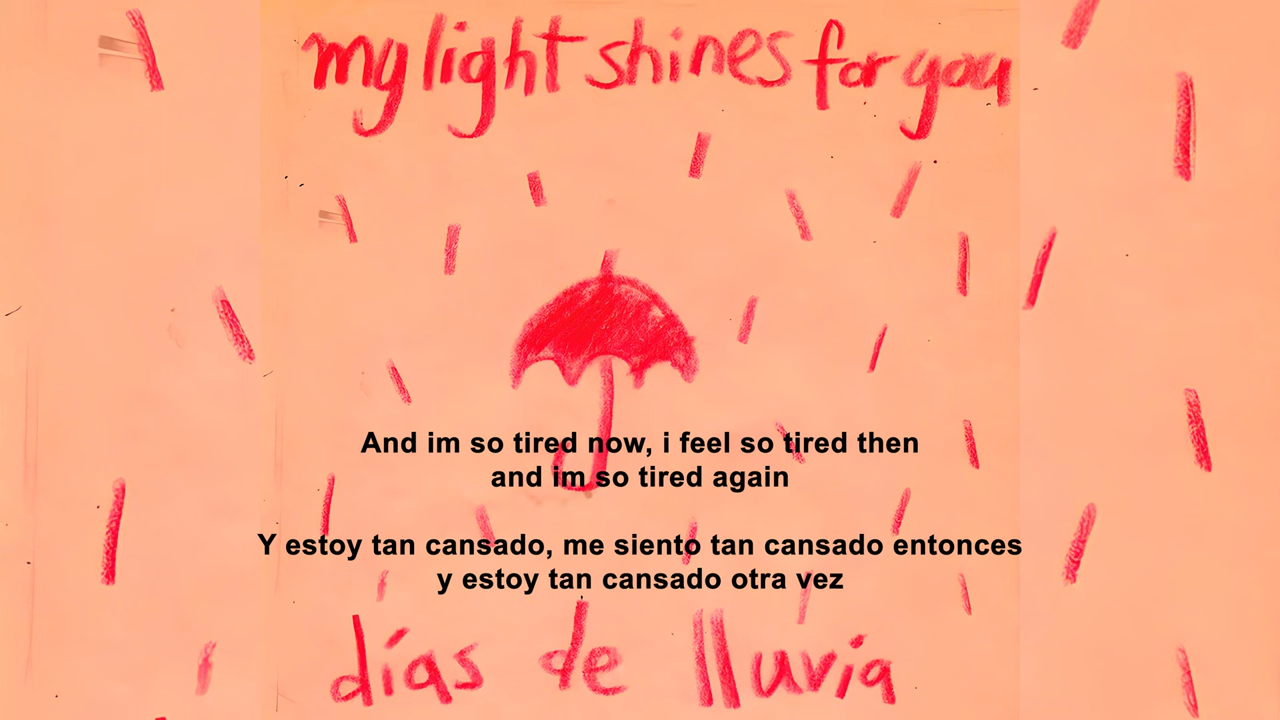 my light shines for you
And im so tired now, i feel so tired then
and im so tired again
Y estoy tan cansado, me siento tan cansado entonces
y estoy tan cansado otra vez
días de lluvia